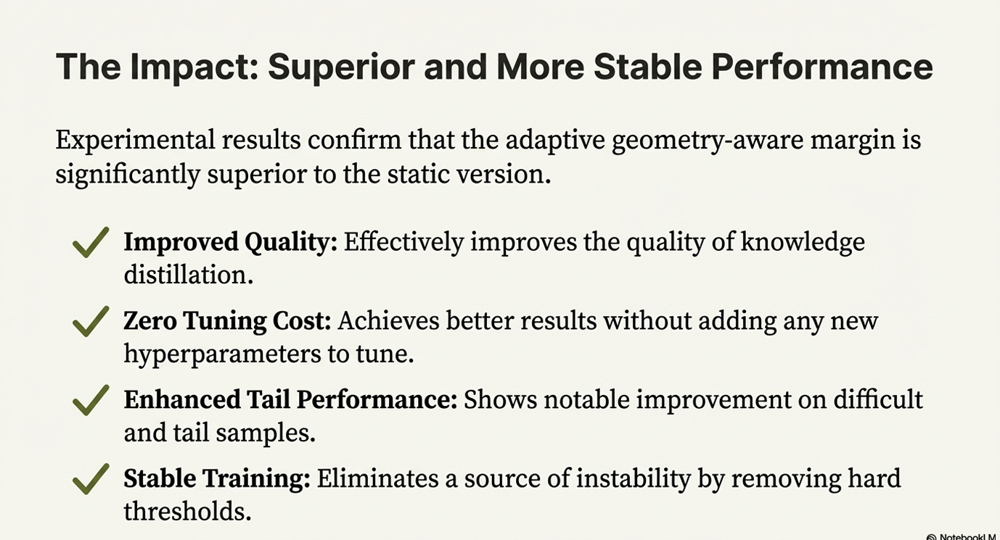 The Impact: Superior and More Stable Performance
Experimental results confirm that the adaptive geometry-aware margin is
significantly superior to the static version.
Improved Quality: Effectively improves the quality of knowledge
distillation.
Zero Tuning Cost: Achieves better results without adding any new
hyperparameters to tune.
Enhanced Tail Performance: Shows notable improvement on difficult
and tail samples.
Stable Training: Eliminates a source of instability by removing hard
thresholds.
NotebookLM